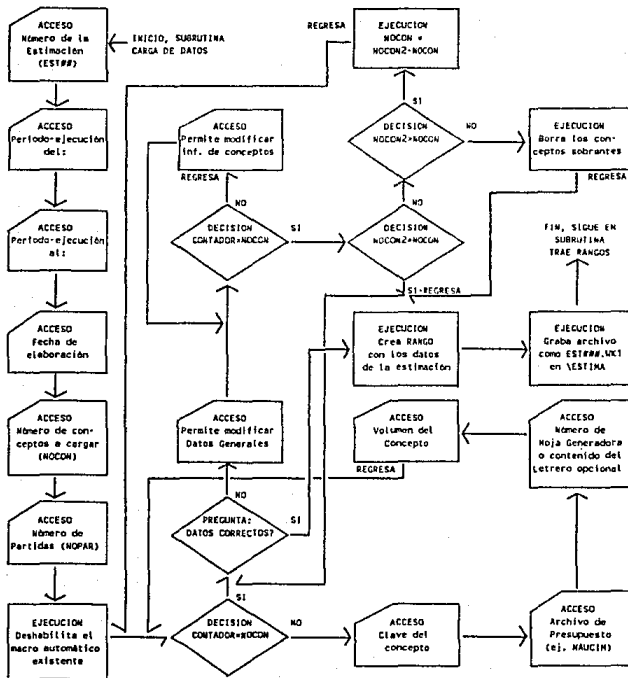 ACCESO
Número de la
Estimación
(EST##)
INICIO, SUBRUTINA
CARGA DE DATOS
REGRESA
EJECUCION
NOCON =
NOCON2-NOCON
ACCESO
Período-ejecución
del:
ACCESO
Permite modificar
inf. de conceptos
REGRESA
SI
DECISION
NOCON2>NOCON
NO
EJECUCION
Borra los con-
ceptos sobrantes
REGRESA
ACCESO
Período-ejecución
al:
NO
DECISION
CONTADOR=NOCON
SI
NO
DECISION
NOCON2=NOCON
SI-REGRESA
FIN, SIGUE EN
SUBRUTINA
TRAE RANGOS
ACCESO
Fecha de
elaboración
EJECUCION
Crea RANGO
con los datos
de la estimación
EJECUCION
Graba archivo
como EST###.WK1
en \ESTIMA
ACCESO
Número de con-
ceptos a cargar
(NOCON)
ACCESO
Permite modificar
Datos Generales
ACCESO
Volumen del
Concepto
REGRESA
ACCESO
Número de
Hoja Generadora
o contenido del
Letrero opcional
ACCESO
Número de
Partidas (NOPAR)
NO
PREGUNTA:
DATOS CORRECTOS?
SI
EJECUCION
Deshabilita el
macro automático
existente
SI
DECISION
CONTADOR=NOCON
NO
ACCESO
Clave del
concepto
ACCESO
Archivo de
Presupuesto
(ej. NAUCIM)